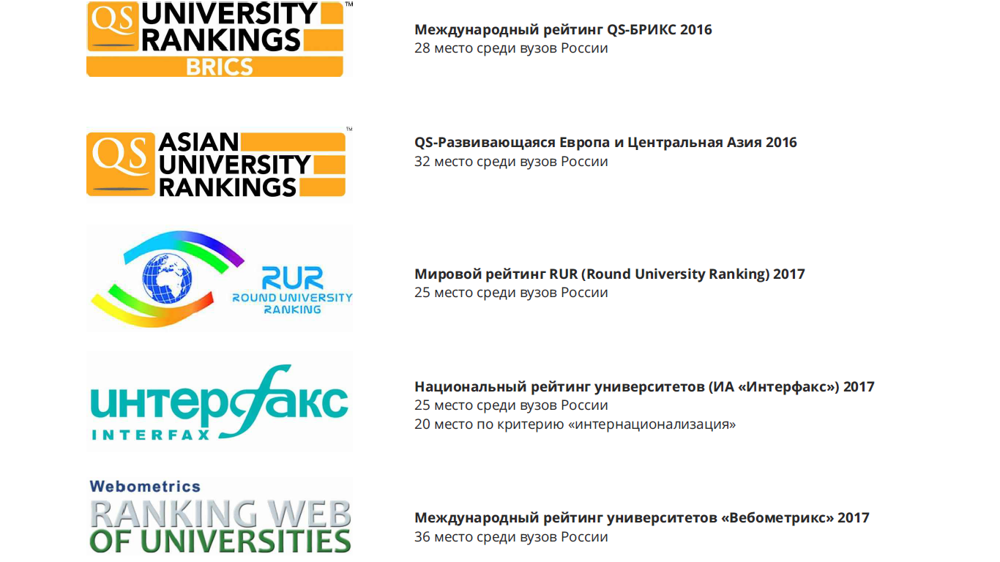 QS UNIVERSITY RANKINGS ™
BRICS
Международный рейтинг QS-БРИКС 2016
28 место среди вузов России
QS ASIAN UNIVERSITY RANKINGS ™
QS-Развивающаяся Европа и Центральная Азия 2016
32 место среди вузов России
RUR
ROUND UNIVERSITY
RANKING
Мировой рейтинг RUR (Round University Ranking) 2017
25 место среди вузов России
интерфакс
INTERFAX
Национальный рейтинг университетов (ИА «Интерфакс») 2017
25 место среди вузов России
20 место по критерию «интернационализация»
Webometrics
RANKING WEB
OF UNIVERSITIES
Международный рейтинг университетов «Вебометрикс» 2017
36 место среди вузов России